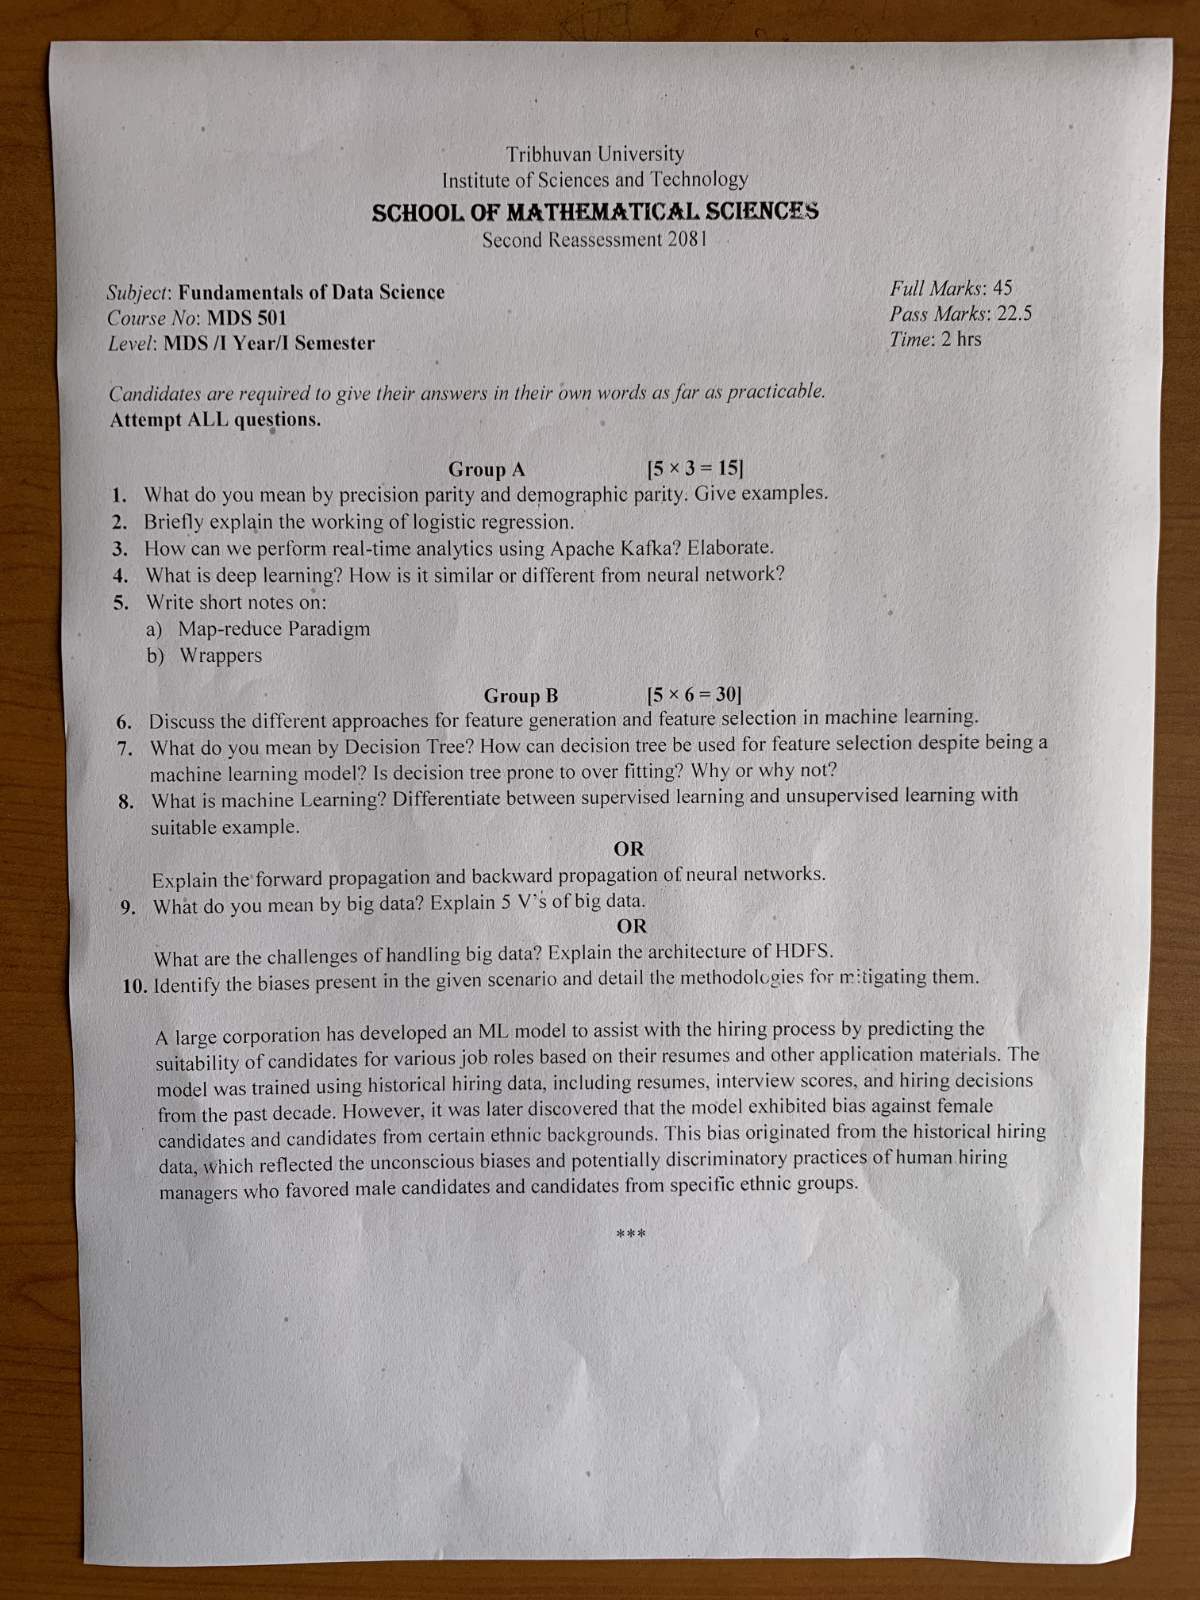 Tribhuvan University
Institute of Sciences and Technology
SCHOOL OF MATHEMATICAL SCIENCES
Second Reassessment 2081
Subject: Fundamentals of Data Science
Full Marks: 45
Course No: MDS 501
Pass Marks: 22.5
Level: MDS /I Year/I Semester
Time: 2 hrs
Candidates are required to give their answers in their own words as far as practicable.
Attempt ALL questions.
Group A [5 × 3 = 15]
1. What do you mean by precision parity and demographic parity. Give examples.
2. Briefly explain the working of logistic regression.
3. How can we perform real-time analytics using Apache Kafka? Elaborate.
4. What is deep learning? How is it similar or different from neural network?
5. Write short notes on:
a) Map-reduce Paradigm
b) Wrappers
Group B [5 × 6 = 30]
6. Discuss the different approaches for feature generation and feature selection in machine learning.
7. What do you mean by Decision Tree? How can decision tree be used for feature selection despite being a
machine learning model? Is decision tree prone to over fitting? Why or why not?
8. What is machine Learning? Differentiate between supervised learning and unsupervised learning with
suitable example.
OR
Explain the forward propagation and backward propagation of neural networks.
9. What do you mean by big data? Explain 5 V's of big data.
OR
What are the challenges of handling big data? Explain the architecture of HDFS.
10. Identify the biases present in the given scenario and detail the methodologies for mitigating them.
A large corporation has developed an ML model to assist with the hiring process by predicting the
suitability of candidates for various job roles based on their resumes and other application materials. The
model was trained using historical hiring data, including resumes, interview scores, and hiring decisions
from the past decade. However, it was later discovered that the model exhibited bias against female
candidates and candidates from certain ethnic backgrounds. This bias originated from the historical hiring
data, which reflected the unconscious biases and potentially discriminatory practices of human hiring
managers who favored male candidates and candidates from specific ethnic groups.
***